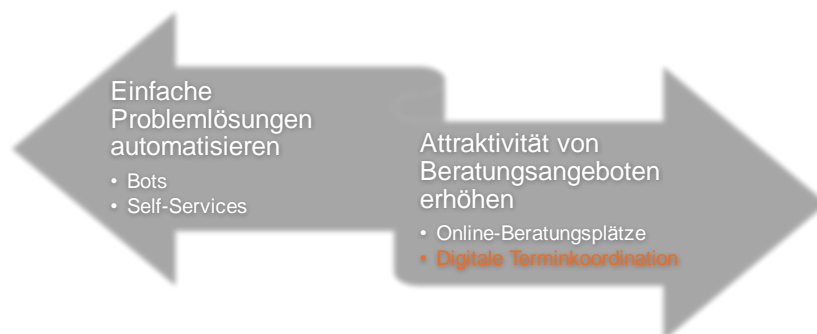 Einfache
Problemlösungen
automatisieren
• Bots
• Self-Services
Attraktivität von
Beratungsangeboten
erhöhen
• Online-Beratungsplätze
• Digitale Terminkoordination